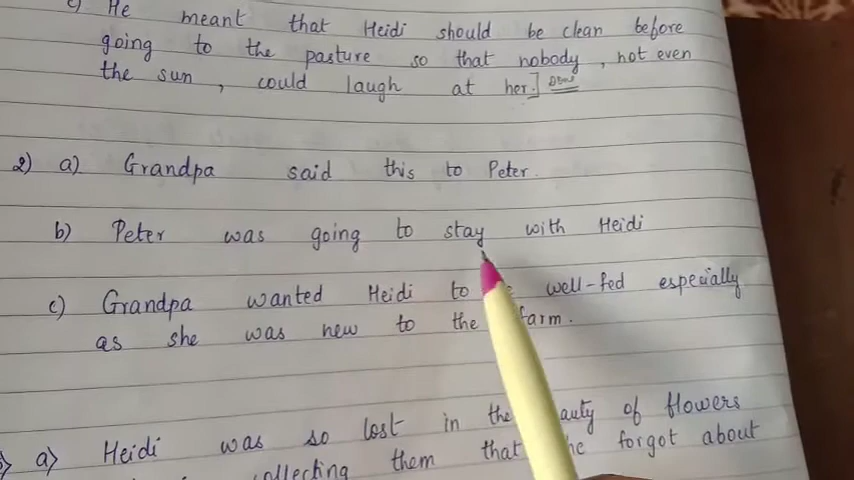 c) He meant that Heidi should be clean before
going to the pasture so that nobody, not even
the sun, could laugh at her.]
2) a) Grandpa said this to Peter.
b) Peter was going to stay with Heidi
c) Grandpa wanted Heidi to well-fed especially
as she was new to the farm.
a) Heidi was so lost in the of flowers
collecting them that forgot about